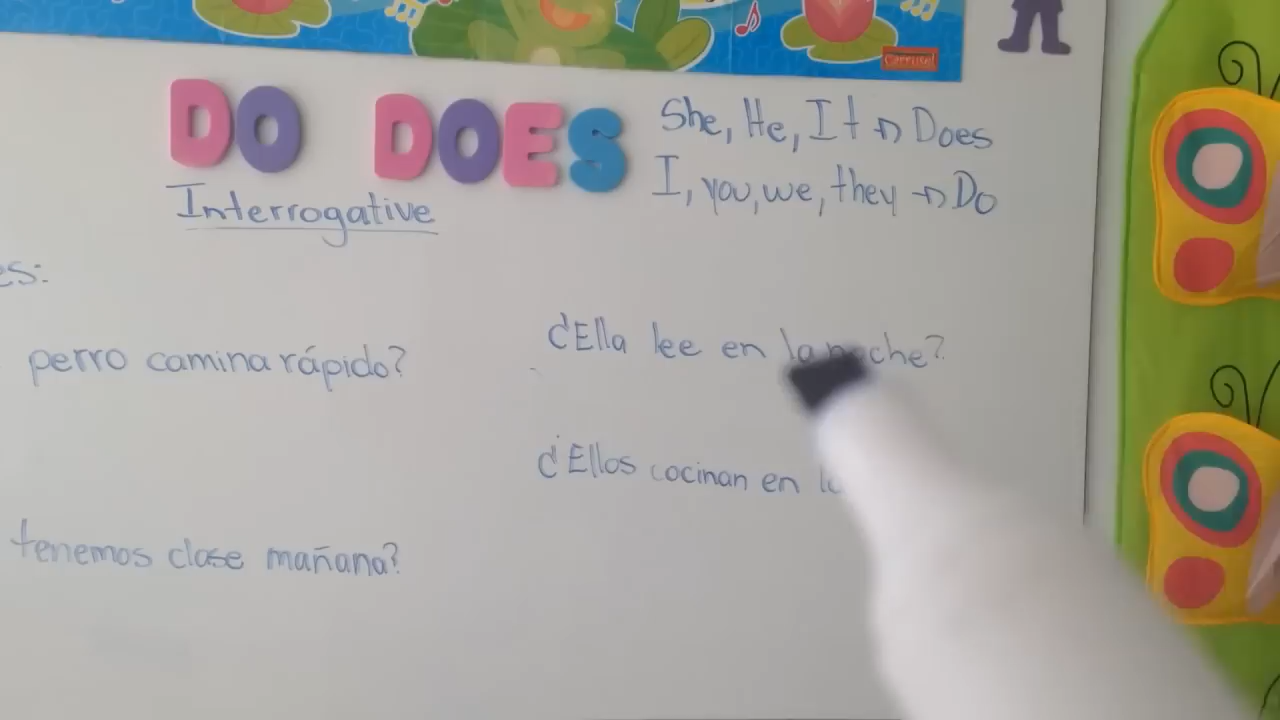 Carrusel
DO DOES
She, He, It → Does
I, you, we, they → Do
Interrogative
es:
perro camina rápido?
¿Ella lee en la noche?
¿Ellos cocinan en
tenemos clase mañana?